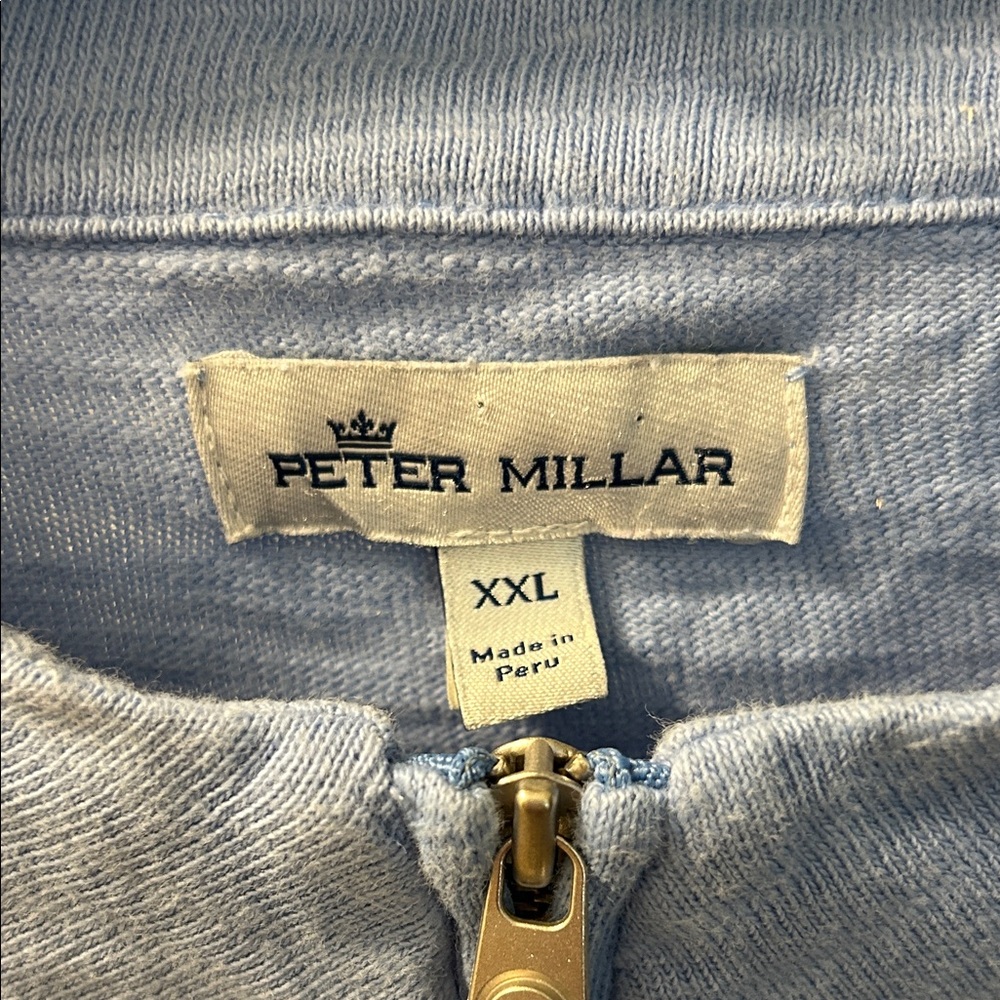 PETER MILLAR
XXL
Made in
Peru